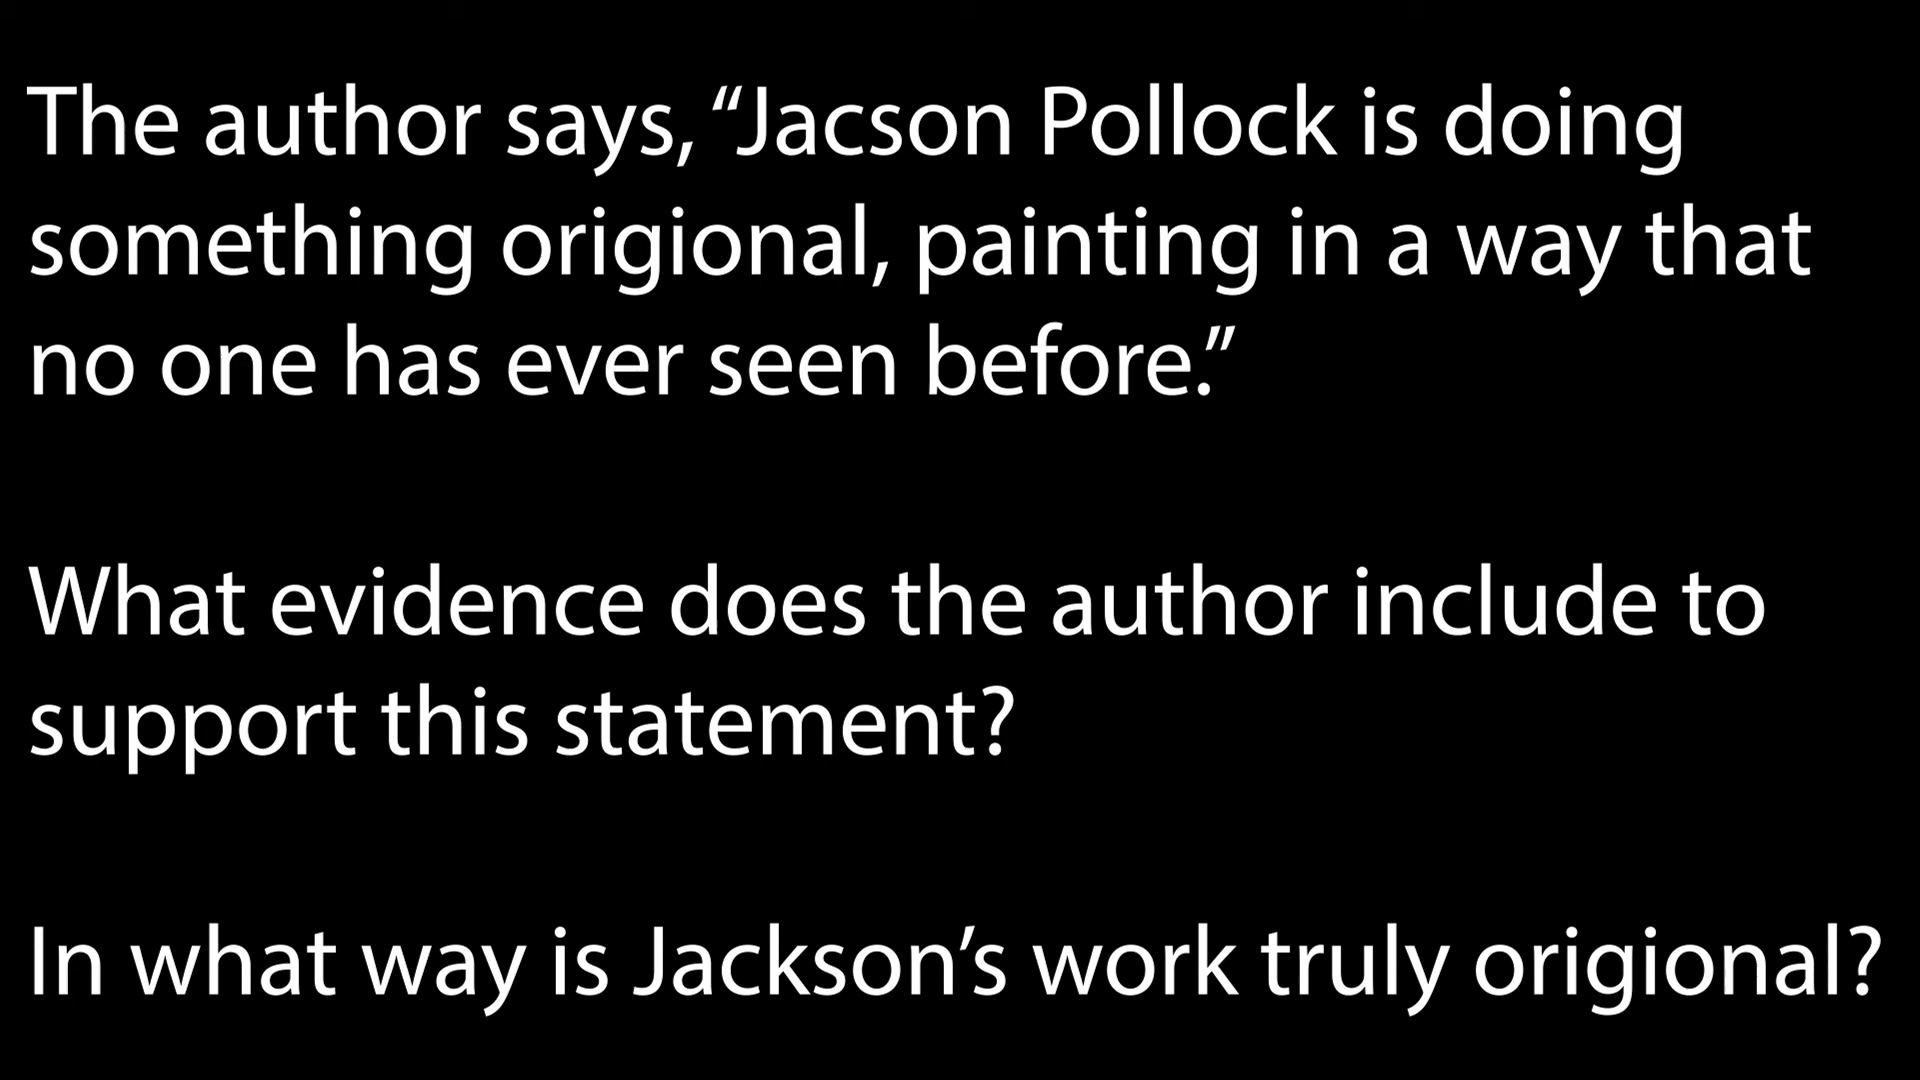 The author says, “Jacson Pollock is doing
something origional, painting in a way that
no one has ever seen before.”
What evidence does the author include to
support this statement?
In what way is Jackson’s work truly origional?